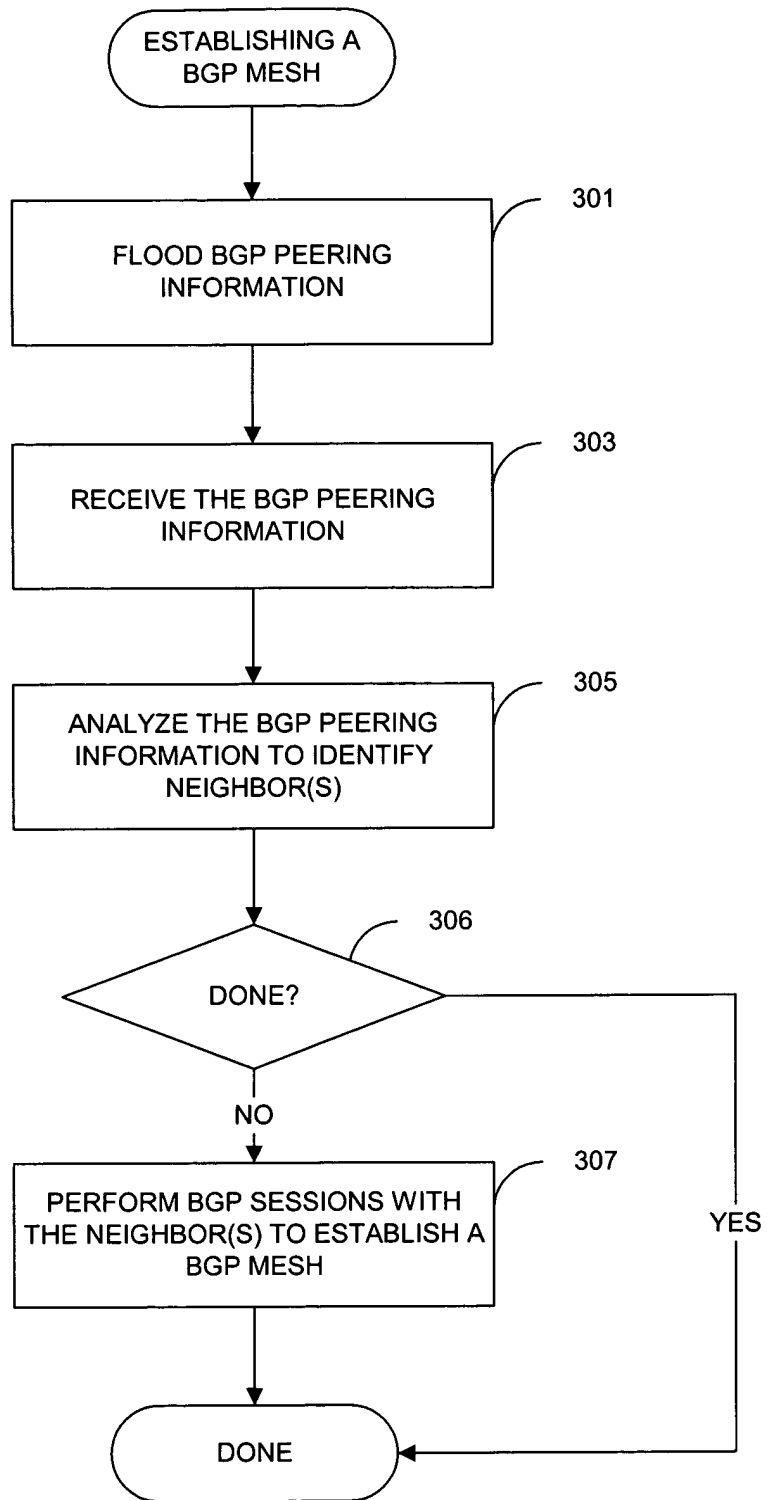 ESTABLISHING A
BGP MESH
301
FLOOD BGP PEERING
INFORMATION
303
RECEIVE THE BGP PEERING
INFORMATION
305
ANALYZE THE BGP PEERING
INFORMATION TO IDENTIFY
NEIGHBOR(S)
306
DONE?
NO
307
PERFORM BGP SESSIONS WITH
THE NEIGHBOR(S) TO ESTABLISH A
BGP MESH
YES
DONE